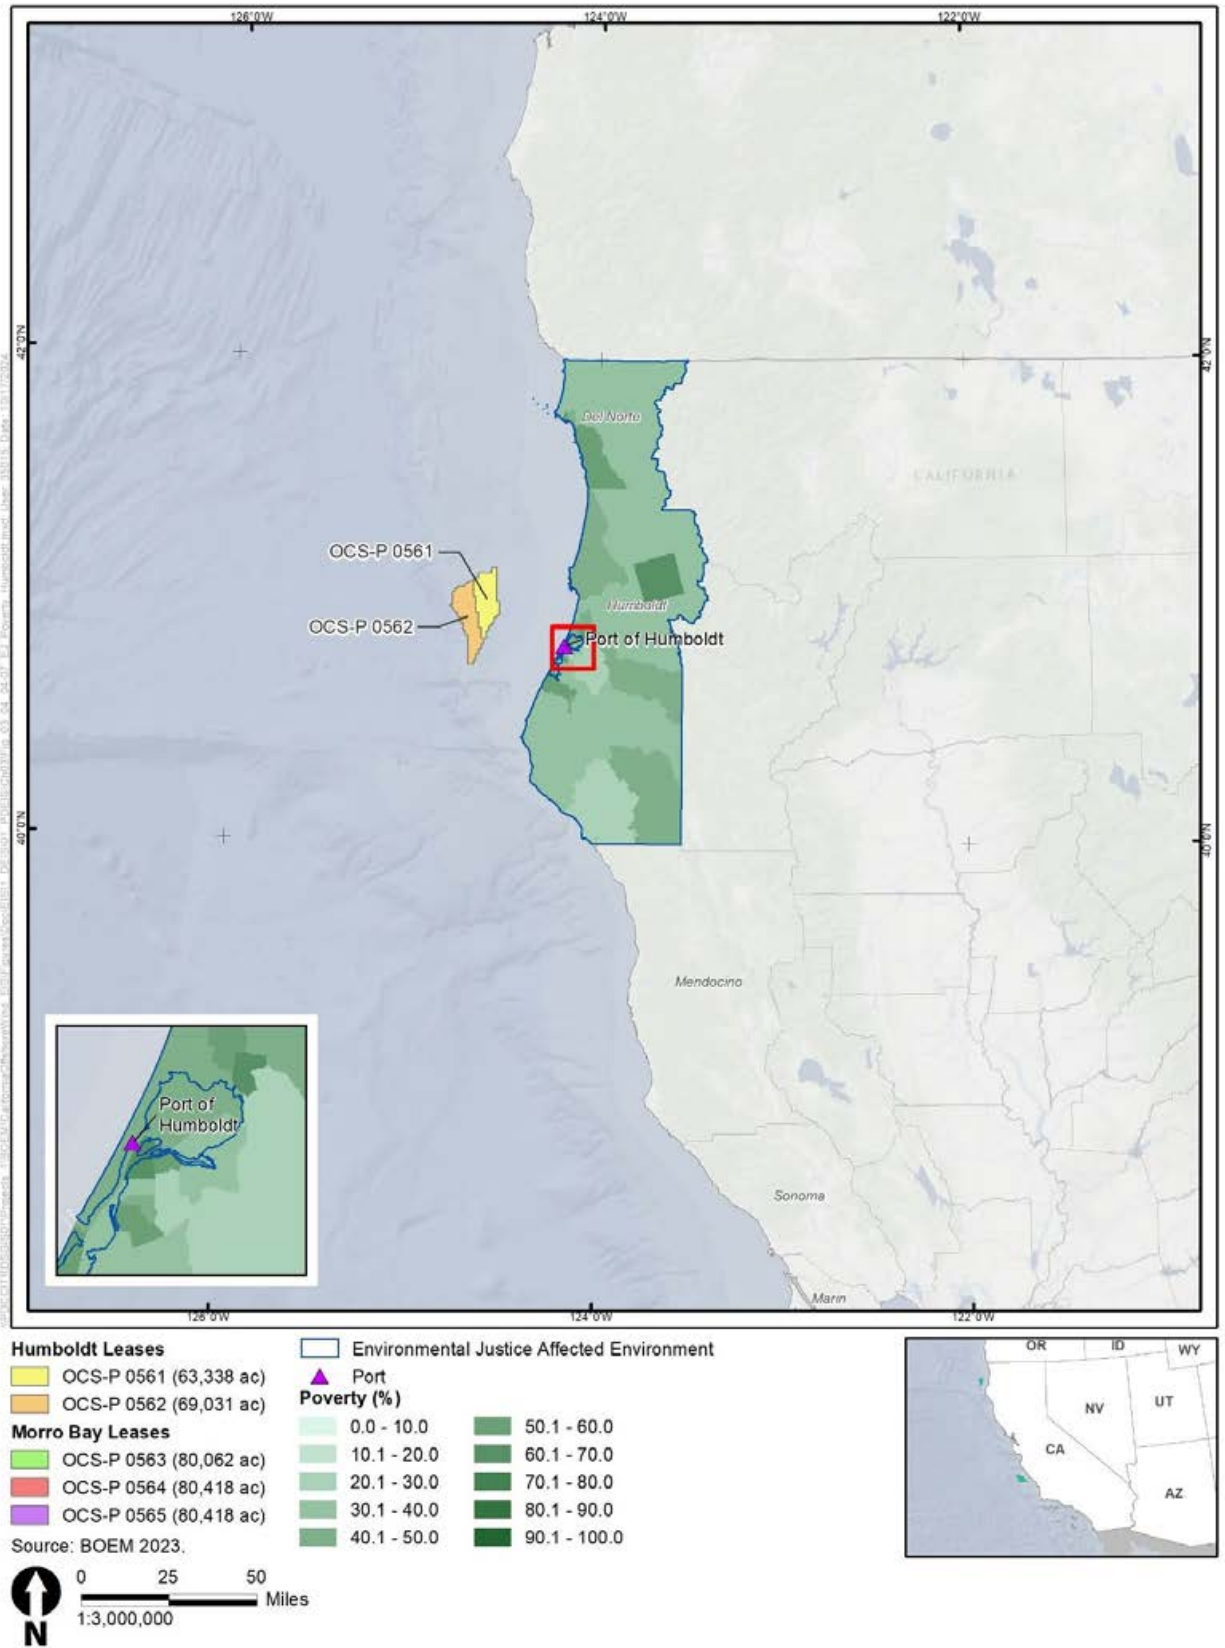 126°0'W 124°0'W 122°0'W
42°0'N 42°0'N
Del Norte
CALIFORNIA
OCS-P 0561
Humboldt
OCS-P 0562
Port of Humboldt
40°0'N 40°0'N
Mendocino
Port of
Humboldt
Sonoma
Marin
126°0'W 124°0'W 122°0'W
Humboldt Leases
OCS-P 0561 (63,338 ac)
OCS-P 0562 (69,031 ac)
Morro Bay Leases
OCS-P 0563 (80,062 ac)
OCS-P 0564 (80,418 ac)
OCS-P 0565 (80,418 ac)
Source: BOEM 2023.
0 25 50
Miles
1:3,000,000
N
Environmental Justice Affected Environment
Port
Poverty (%)
0.0 - 10.0
10.1 - 20.0
20.1 - 30.0
30.1 - 40.0
40.1 - 50.0
50.1 - 60.0
60.1 - 70.0
70.1 - 80.0
80.1 - 90.0
90.1 - 100.0
OR ID WY
NV UT
CA
AZ